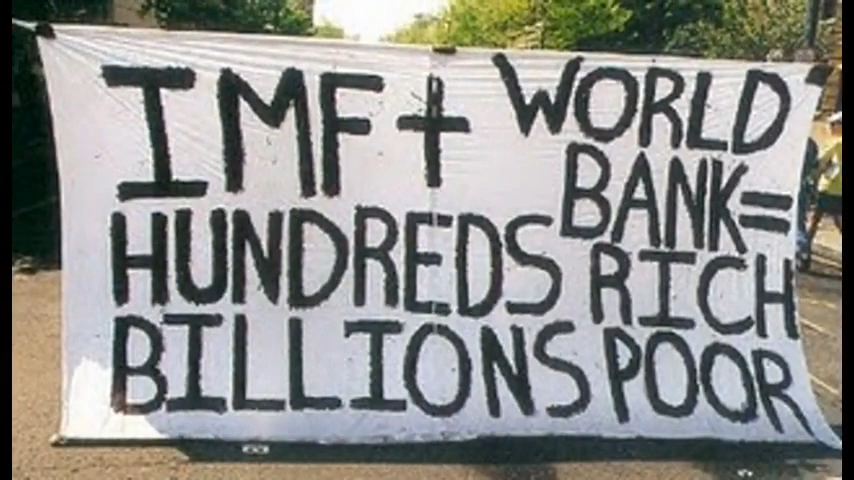 IMF + WORLD
BANK =
HUNDREDS RICH
BILLIONS POOR